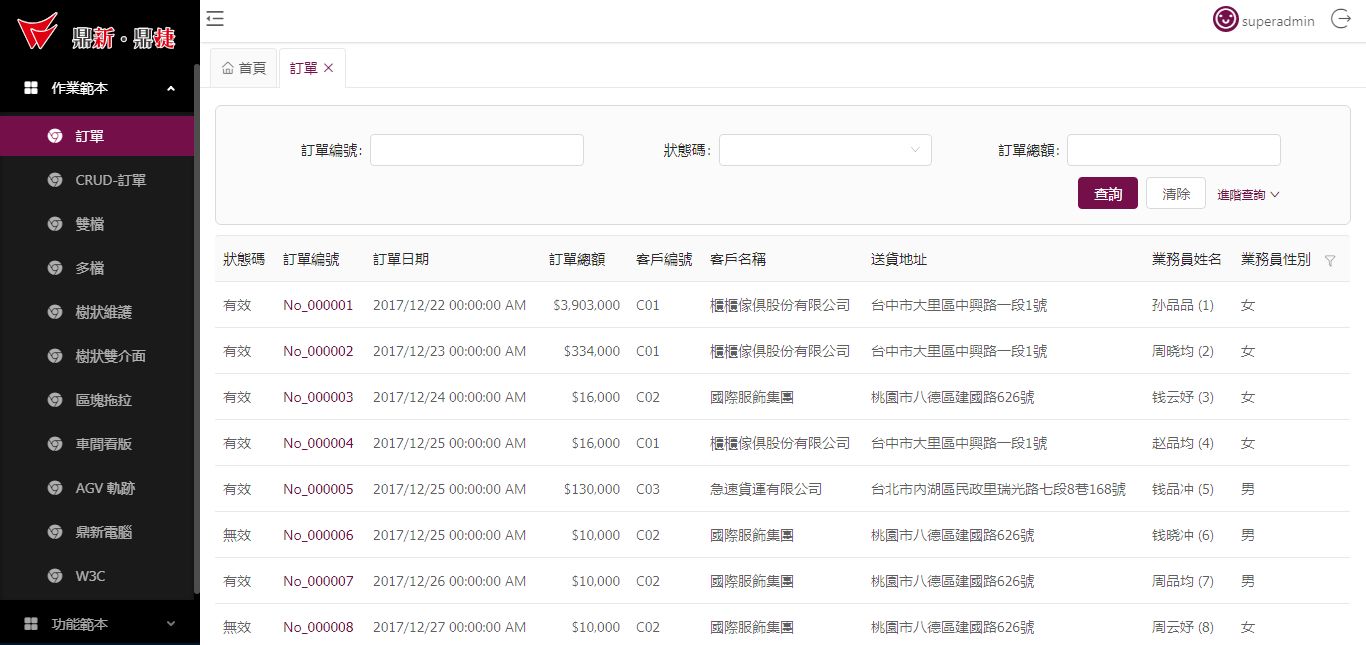 鼎新·鼎捷
superadmin
作業範本
首頁
訂單
訂單
訂單編號:
狀態碼:
訂單總額:
CRUD-訂單
查詢
清除
進階查詢
雙檔
多檔
狀態碼 訂單編號 訂單日期 訂單總額 客戶編號 客戶名稱 送貨地址 業務員姓名 業務員性別
樹狀維護
有效 No_000001 2017/12/22 00:00:00 AM $3,903,000 C01 櫃櫃傢俱股份有限公司 台中市大里區中興路一段1號 孙品品 (1) 女
樹狀雙介面
有效 No_000002 2017/12/23 00:00:00 AM $334,000 C01 櫃櫃傢俱股份有限公司 台中市大里區中興路一段1號 周晓均 (2) 女
區塊拖拉
有效 No_000003 2017/12/24 00:00:00 AM $16,000 C02 國際服飾集團 桃園市八德區建國路626號 钱云妤 (3) 女
車間看版
有效 No_000004 2017/12/25 00:00:00 AM $16,000 C01 櫃櫃傢俱股份有限公司 台中市大里區中興路一段1號 赵品均 (4) 女
AGV 軌跡
有效 No_000005 2017/12/25 00:00:00 AM $130,000 C03 急速貨運有限公司 台北市內湖區民政里瑞光路七段8巷168號 钱品冲 (5) 男
鼎新電腦
無效 No_000006 2017/12/25 00:00:00 AM $10,000 C02 國際服飾集團 桃園市八德區建國路626號 钱晓冲 (6) 男
W3C
有效 No_000007 2017/12/26 00:00:00 AM $10,000 C02 國際服飾集團 桃園市八德區建國路626號 周品均 (7) 男
功能範本
無效 No_000008 2017/12/27 00:00:00 AM $10,000 C02 國際服飾集團 桃園市八德區建國路626號 周云妤 (8) 女